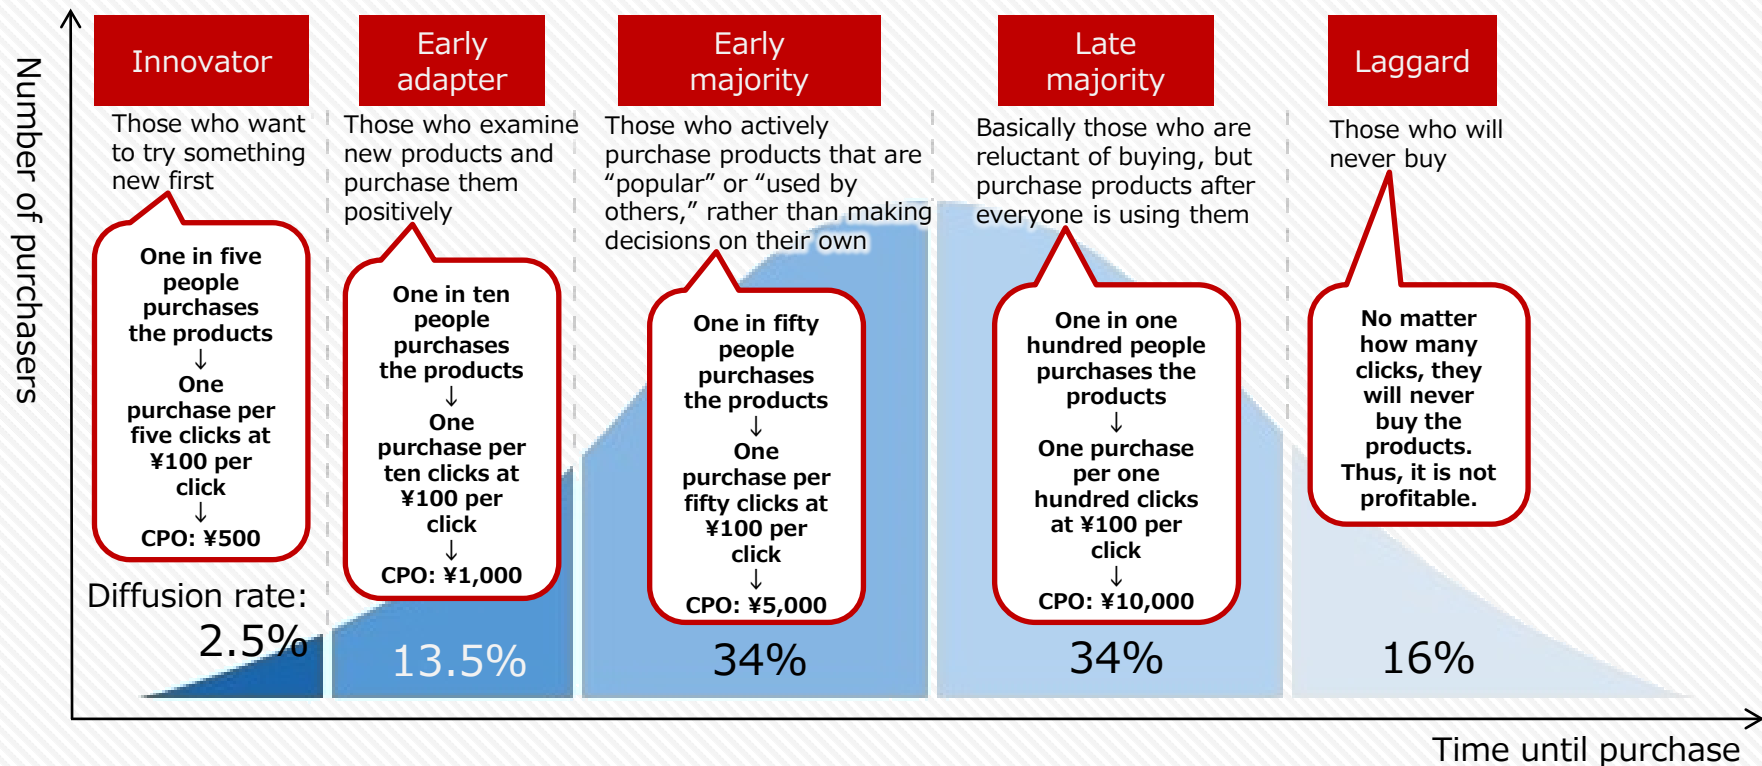 Number of purchasers
Innovator
Those who want
to try something
new first
One in five
people
purchases
the products
↓
One
purchase per
five clicks at
¥100 per
click
↓
CPO: ¥500
Diffusion rate:
2.5%
Early
adapter
Those who examine
new products and
purchase them
positively
One in ten
people
purchases
the products
↓
One
purchase per
ten clicks at
¥100 per
click
↓
CPO: ¥1,000
13.5%
Early
majority
Those who actively
purchase products that are
“popular” or “used by
others,” rather than making
decisions on their own
One in fifty
people
purchases
the products
↓
One
purchase per
fifty clicks at
¥100 per
click
↓
CPO: ¥5,000
34%
Late
majority
Basically those who are
reluctant of buying, but
purchase products after
everyone is using them
One in one
hundred people
purchases the
products
↓
One purchase
per one
hundred clicks
at ¥100 per
click
↓
CPO: ¥10,000
34%
Laggard
Those who will
never buy
No matter
how many
clicks, they
will never
buy the
products.
Thus, it is not
profitable.
16%
Time until purchase